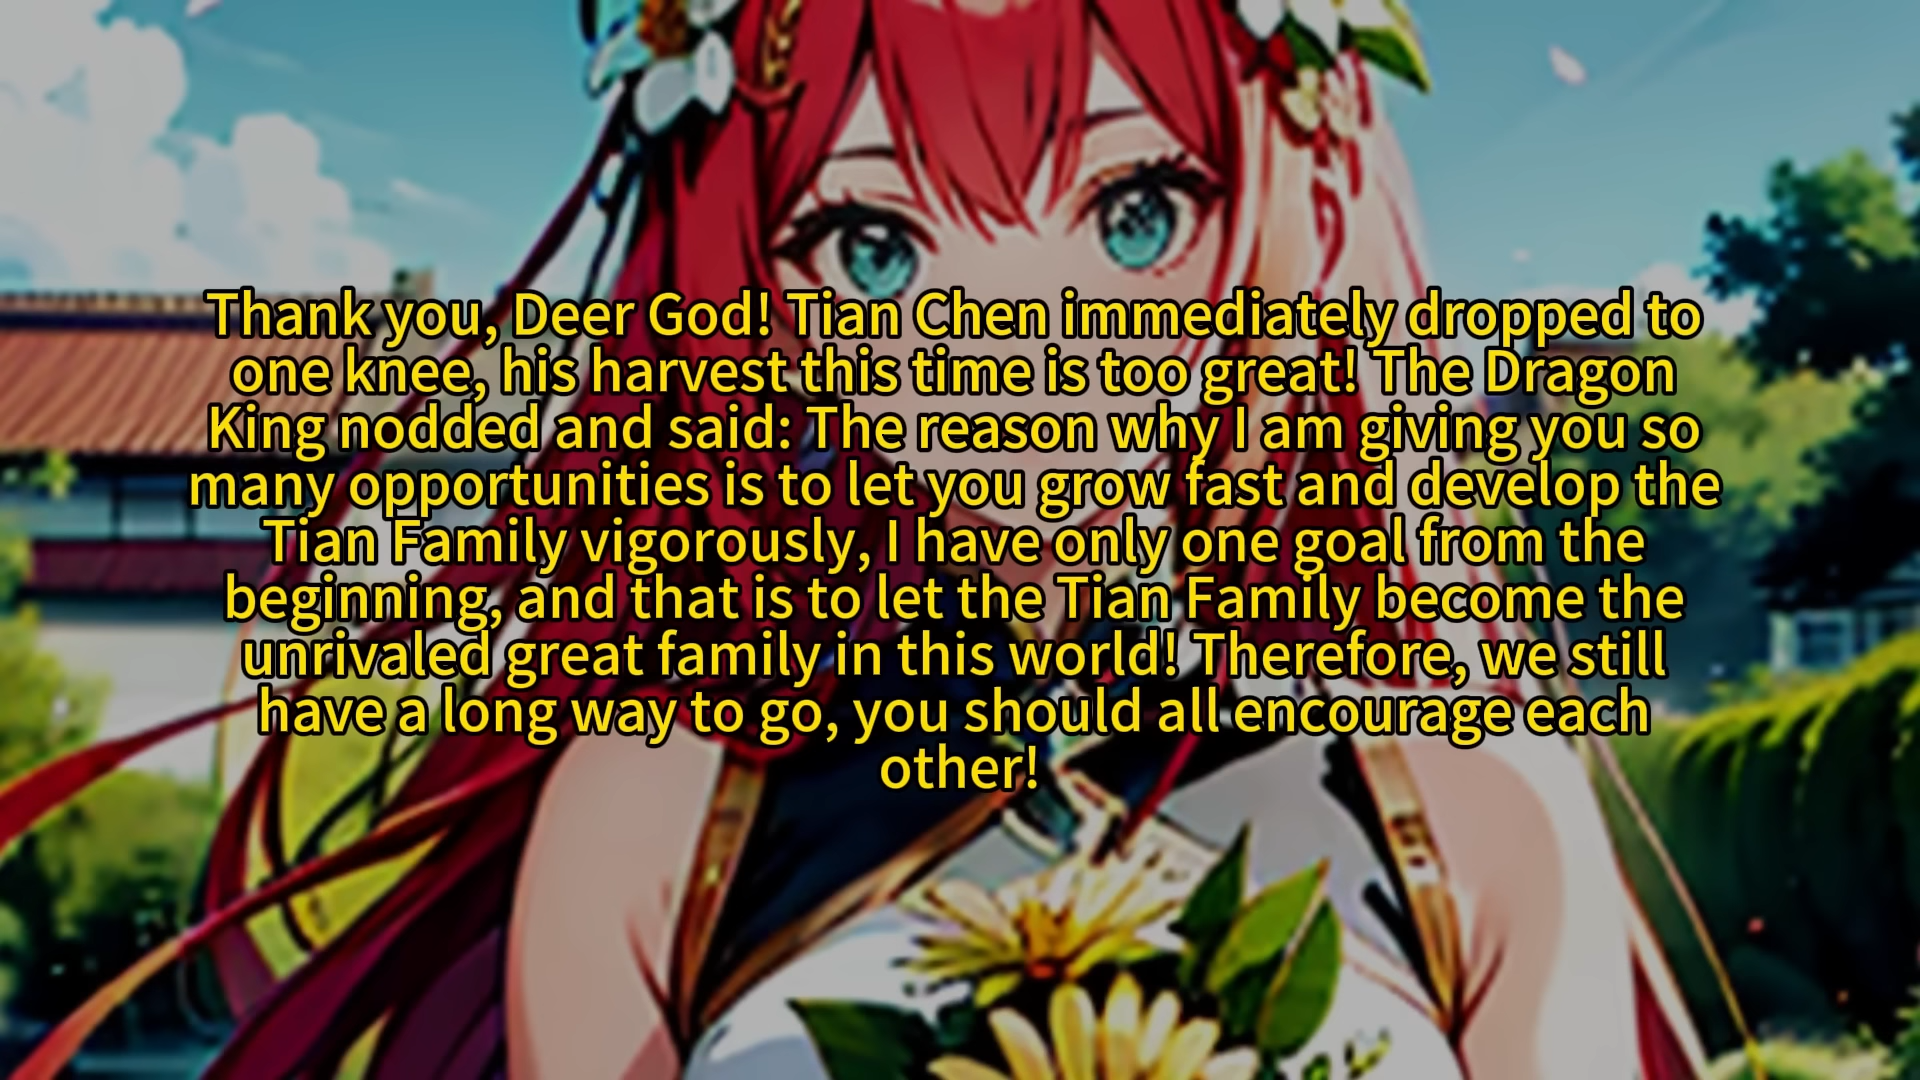 Thank you, Deer God! Tian Chen immediately dropped to
one knee, his harvest this time is too great! The Dragon
King nodded and said: The reason why I am giving you so
many opportunities is to let you grow fast and develop the
Tian Family vigorously, I have only one goal from the
beginning, and that is to let the Tian Family become the
unrivaled great family in this world! Therefore, we still
have a long way to go, you should all encourage each
other!